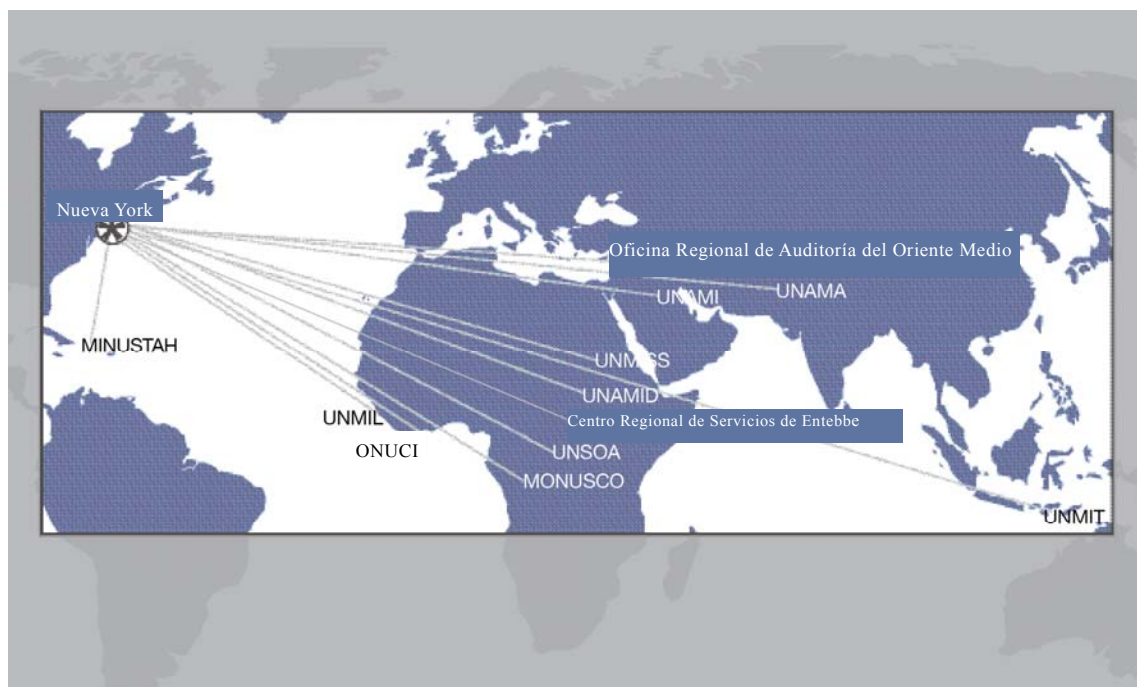 Nueva York
Oficina Regional de Auditoría del Oriente Medio
UNAMI
UNAMA
MINUSTAH
UNMISS
UNAMID
UNMIL
Centro Regional de Servicios de Entebbe
ONUCI
UNSOA
MONUSCO
UNMIT